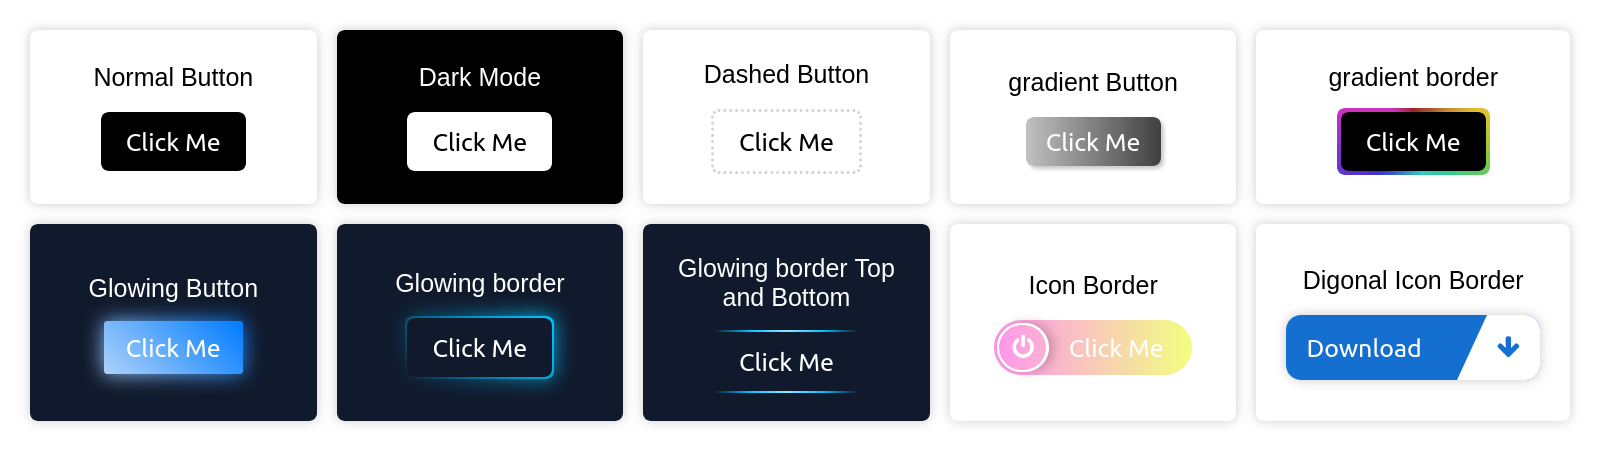 Normal Button
Click Me
Dark Mode
Click Me
Dashed Button
Click Me
gradient Button
Click Me
gradient border
Click Me
Glowing Button
Click Me
Glowing border
Click Me
Glowing border Top
and Bottom
Click Me
Icon Border
Click Me
Digonal Icon Border
Download